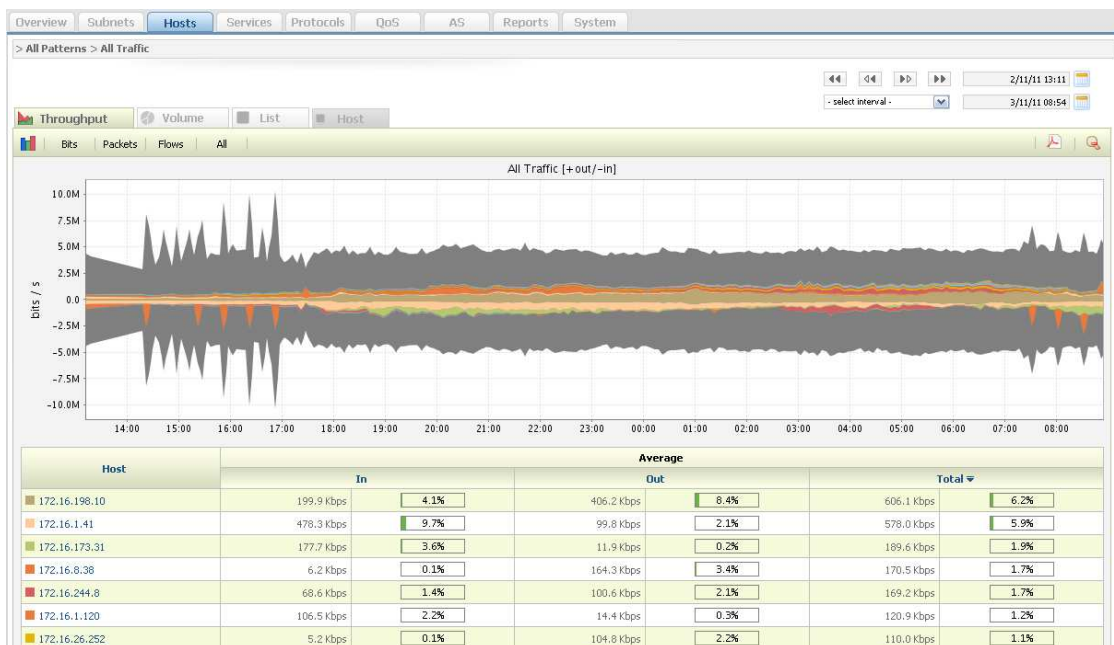 Overview Subnets Hosts Services Protocols QoS AS Reports System
> All Patterns > All Traffic
2/11/11 13:11
- select interval - 3/11/11 08:54
Throughput Volume List Host
Bits Packets Flows All
All Traffic [+out/-in]
10.0M
7.5M
5.0M
2.5M
0.0
-2.5M
-5.0M
-7.5M
-10.0M
bits / s
14:00 15:00 16:00 17:00 18:00 19:00 20:00 21:00 22:00 23:00 00:00 01:00 02:00 03:00 04:00 05:00 06:00 07:00 08:00
Host Average
In Out Total
172.16.198.10 199.9 Kbps 4.1% 406.2 Kbps 8.4% 606.1 Kbps 6.2%
172.16.1.41 478.3 Kbps 9.7% 99.8 Kbps 2.1% 578.0 Kbps 5.9%
172.16.173.31 177.7 Kbps 3.6% 11.9 Kbps 0.2% 189.6 Kbps 1.9%
172.16.8.38 6.2 Kbps 0.1% 164.3 Kbps 3.4% 170.5 Kbps 1.7%
172.16.244.8 68.6 Kbps 1.4% 100.6 Kbps 2.1% 169.2 Kbps 1.7%
172.16.1.120 106.5 Kbps 2.2% 14.4 Kbps 0.3% 120.9 Kbps 1.2%
172.16.26.252 5.2 Kbps 0.1% 104.8 Kbps 2.2% 110.0 Kbps 1.1%